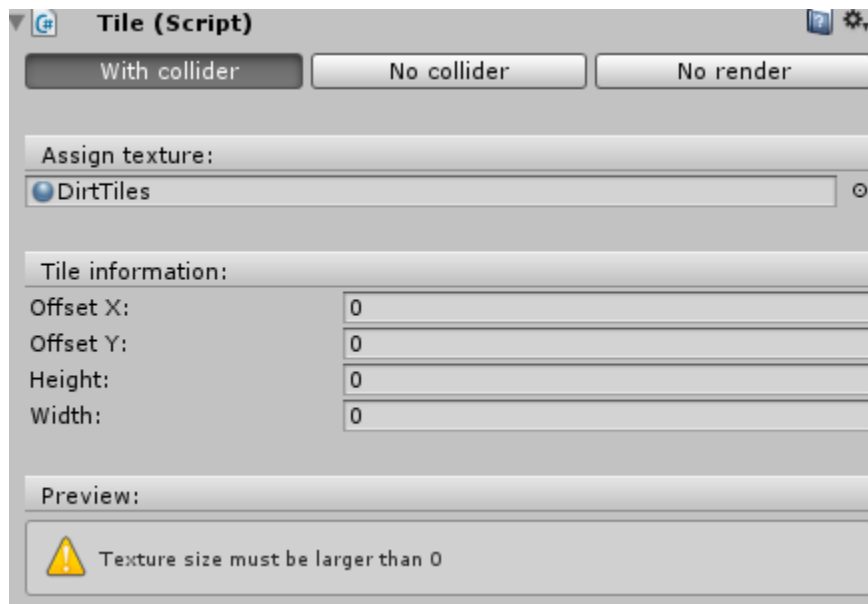 Tile (Script)
With collider No collider No render
Assign texture:
DirtTiles
Tile information:
Offset X: 0
Offset Y: 0
Height: 0
Width: 0
Preview:
Texture size must be larger than 0